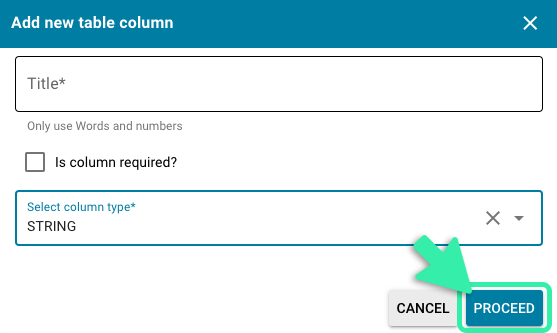 Add new table column
Title*
Only use Words and numbers
Is column required?
Select column type*
STRING
CANCEL PROCEED